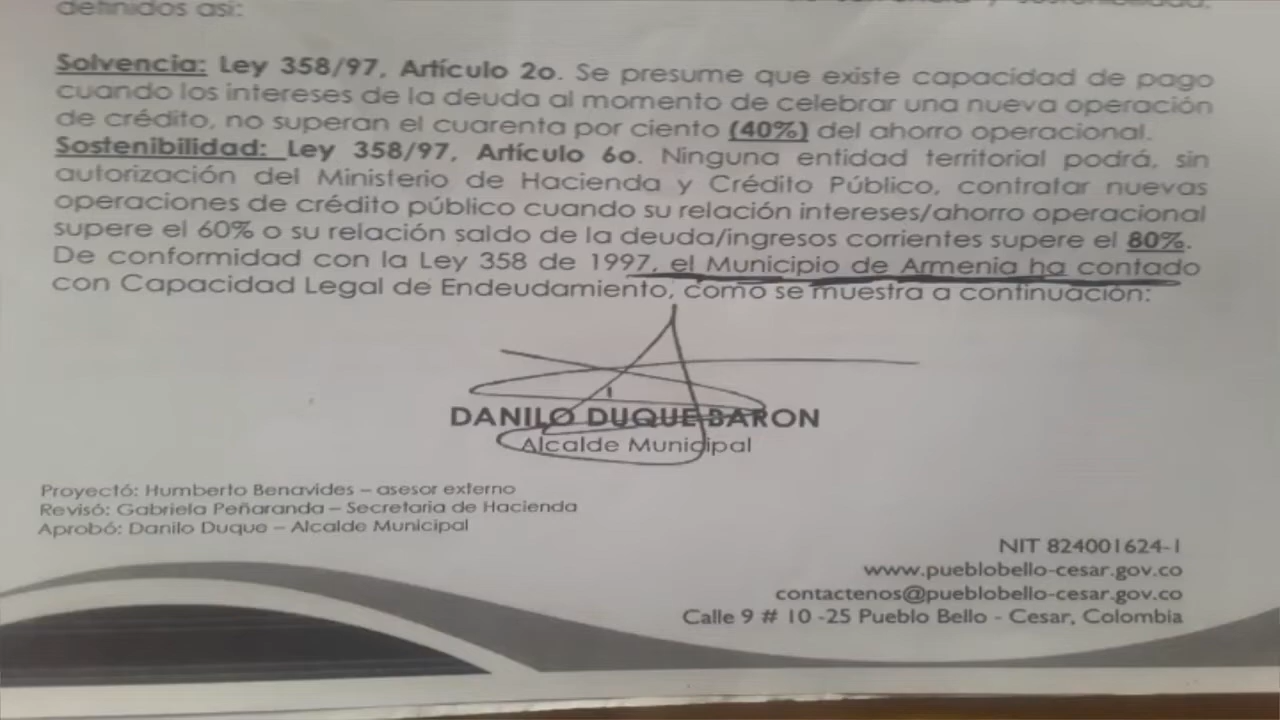 definidos así:
Solvencia: Ley 358/97, Artículo 2o. Se presume que existe capacidad de pago
cuando los intereses de la deuda al momento de celebrar una nueva operación
de crédito, no superan el cuarenta por ciento (40%) del ahorro operacional.
Sostenibilidad: Ley 358/97, Artículo 6o. Ninguna entidad territorial podrá, sin
autorización del Ministerio de Hacienda y Crédito Público, contratar nuevas
operaciones de crédito público cuando su relación intereses/ahorro operacional
supere el 60% o su relación saldo de la deuda/ingresos corrientes supere el 80%.
De conformidad con la Ley 358 de 1997, el Municipio de Armenia ha contado
con Capacidad Legal de Endeudamiento, como se muestra a continuación:
DANILO DUQUE BARON
Alcalde Municipal
Proyectó: Humberto Benavides – asesor externo
Revisó: Gabriela Peñaranda – Secretaria de Hacienda
Aprobó: Danilo Duque – Alcalde Municipal
NIT 824001624-1
www.pueblobello-cesar.gov.co
contactenos@pueblobello-cesar.gov.co
Calle 9 # 10 -25 Pueblo Bello - Cesar, Colombia